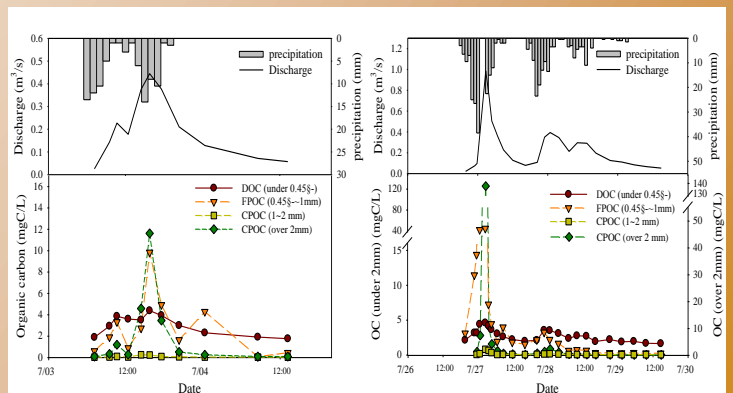 0.6
0.5
0.4
0.3
0.2
0.1
0.0
Discharge (m³/s)
0
5
10
15
20
25
30
precipitation (mm)
precipitation
Discharge
16
14
12
10
8
6
4
2
0
Organic carbon (mgC/L)
DOC (under 0.45§-)
FPOC (0.45§-~1mm)
CPOC (1~2 mm)
CPOC (over 2mm)
7/03
12:00
7/04
12:00
Date
1.2
0.9
0.6
0.3
0.0
Discharge (m³/s)
0
10
20
30
40
50
precipitation (mm)
precipitation
Discharge
120
80
40
15
10
5
0
OC (under 2mm) (mgC/L)
140
130
50
40
30
20
10
0
OC (over 2mm) (mgC/L)
DOC (under 0.45§-)
FPOC (0.45§-~1mm)
CPOC (1~2 mm)
CPOC (over 2 mm)
7/26
12:00
7/27
12:00
7/28
12:00
7/29
12:00
7/30
Date